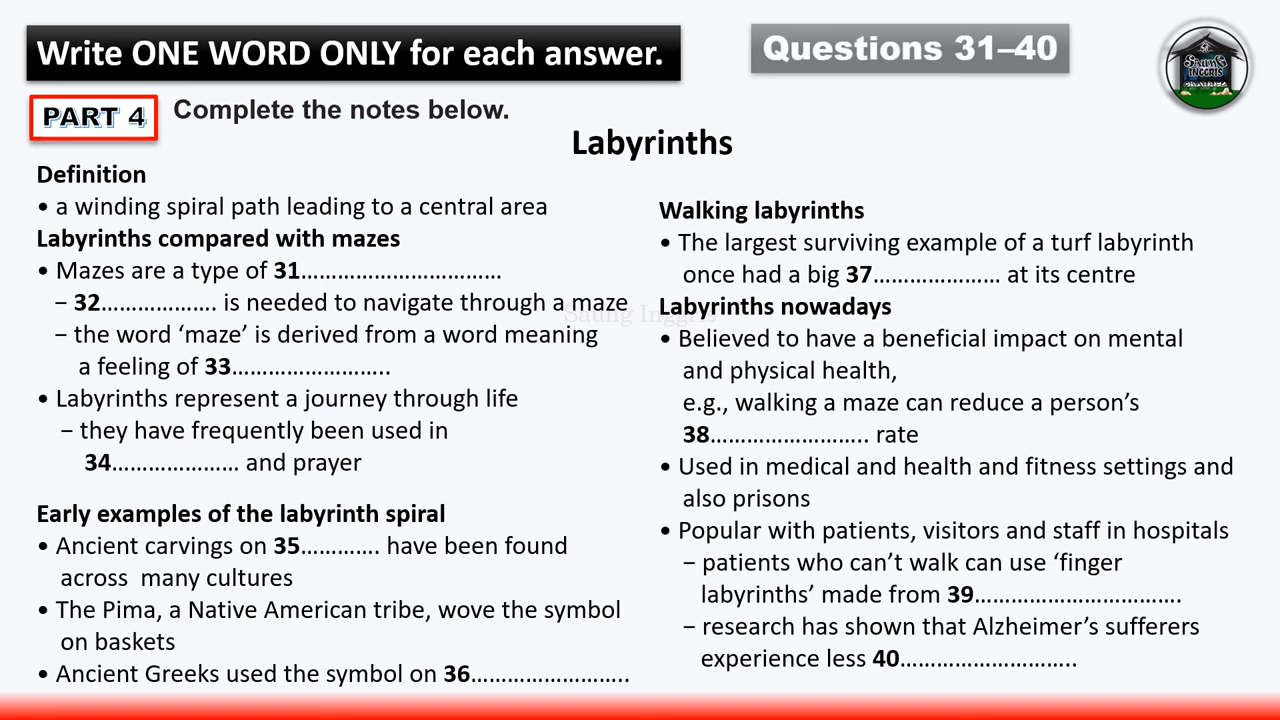 Write ONE WORD ONLY for each answer.
Questions 31–40
SAUNG
INGGRIS
CHANNEL
PART 4
Complete the notes below.
Labyrinths
Definition
• a winding spiral path leading to a central area
Labyrinths compared with mazes
• Mazes are a type of 31…………………………….
– 32………………. is needed to navigate through a maze
– the word ‘maze’ is derived from a word meaning
a feeling of 33……………………..
• Labyrinths represent a journey through life
– they have frequently been used in
34………………… and prayer
Early examples of the labyrinth spiral
• Ancient carvings on 35…………. have been found
across many cultures
• The Pima, a Native American tribe, wove the symbol
on baskets
• Ancient Greeks used the symbol on 36……………………..
Saung Inggris
Walking labyrinths
• The largest surviving example of a turf labyrinth
once had a big 37………………… at its centre
Labyrinths nowadays
• Believed to have a beneficial impact on mental
and physical health,
e.g., walking a maze can reduce a person’s
38…………………….. rate
• Used in medical and health and fitness settings and
also prisons
• Popular with patients, visitors and staff in hospitals
– patients who can’t walk can use ‘finger
labyrinths’ made from 39…………………………….
– research has shown that Alzheimer’s sufferers
experience less 40………………………..